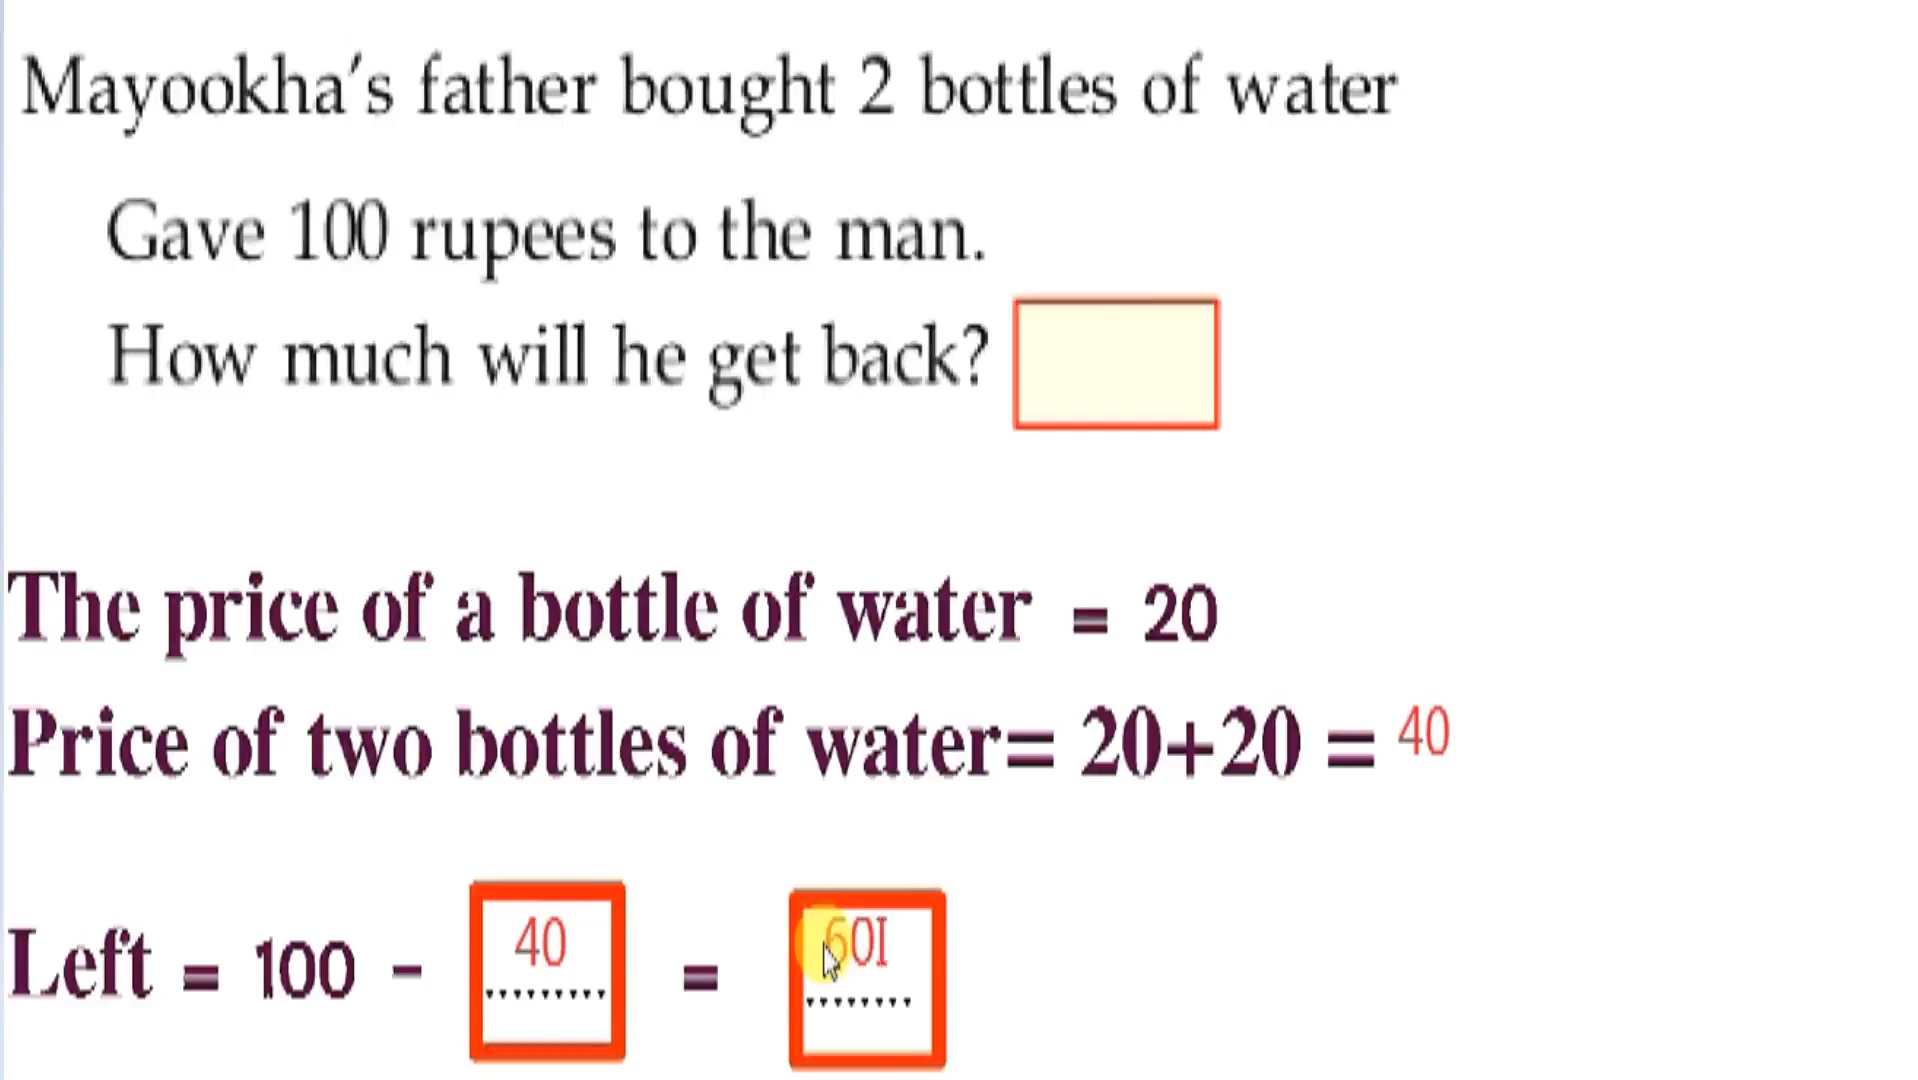 Mayookha's father bought 2 bottles of water
Gave 100 rupees to the man.
How much will he get back?
The price of a bottle of water = 20
Price of two bottles of water= 20+20 = 40
Left = 100 - 40 = 60